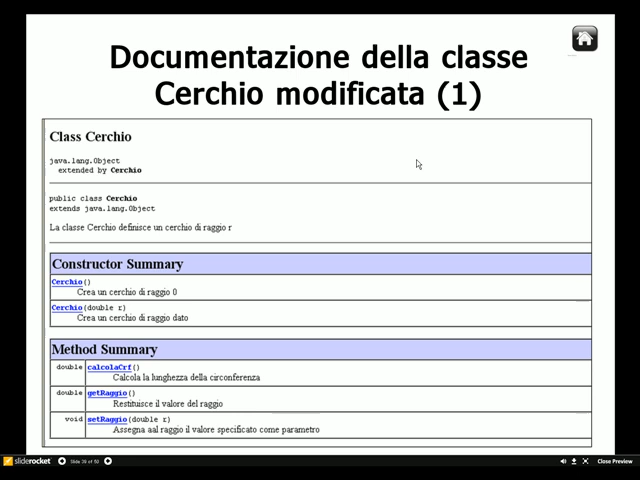 Documentazione della classe
Cerchio modificata (1)
Class Cerchio
java.lang.Object
extended by Cerchio
public class Cerchio
extends java.lang.Object
La classe Cerchio definisce un cerchio di raggio r
Constructor Summary
Cerchio()
Crea un cerchio di raggio 0
Cerchio(double r)
Crea un cerchio di raggio dato
Method Summary
double calcolaCrf()
Calcola la lunghezza della circonferenza
double getRaggio()
Restituisce il valore del raggio
void setRaggio(double r)
Assegna aal raggio il valore specificato come parametro
sliderocket Slide 39 of 50 Close Preview